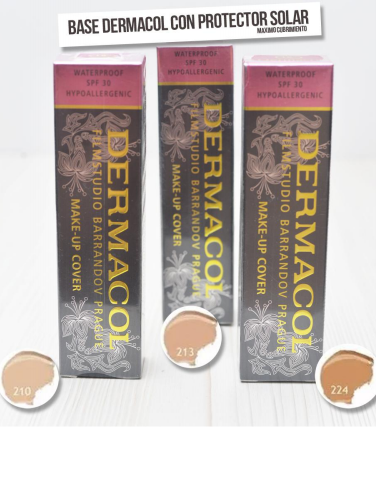 BASE DERMACOL CON PROTECTOR SOLAR
MAXIMO CUBRIMIENTO
WATERPROOF
SPF 30
HYPOALLERGENIC
DERMACOL
FILMSTUDIO BARRANDOV PRAGUE
MAKE-UP COVER
WATERPROOF
SPF 30
HYPOALLERGENIC
DERMACOL
FILMSTUDIO BARRANDOV PRAGUE
MAKE-UP COVER
WATERPROOF
SPF 30
HYPOALLERGENIC
DERMACOL
FILMSTUDIO BARRANDOV PRAGUE
MAKE-UP COVER
210
213
224